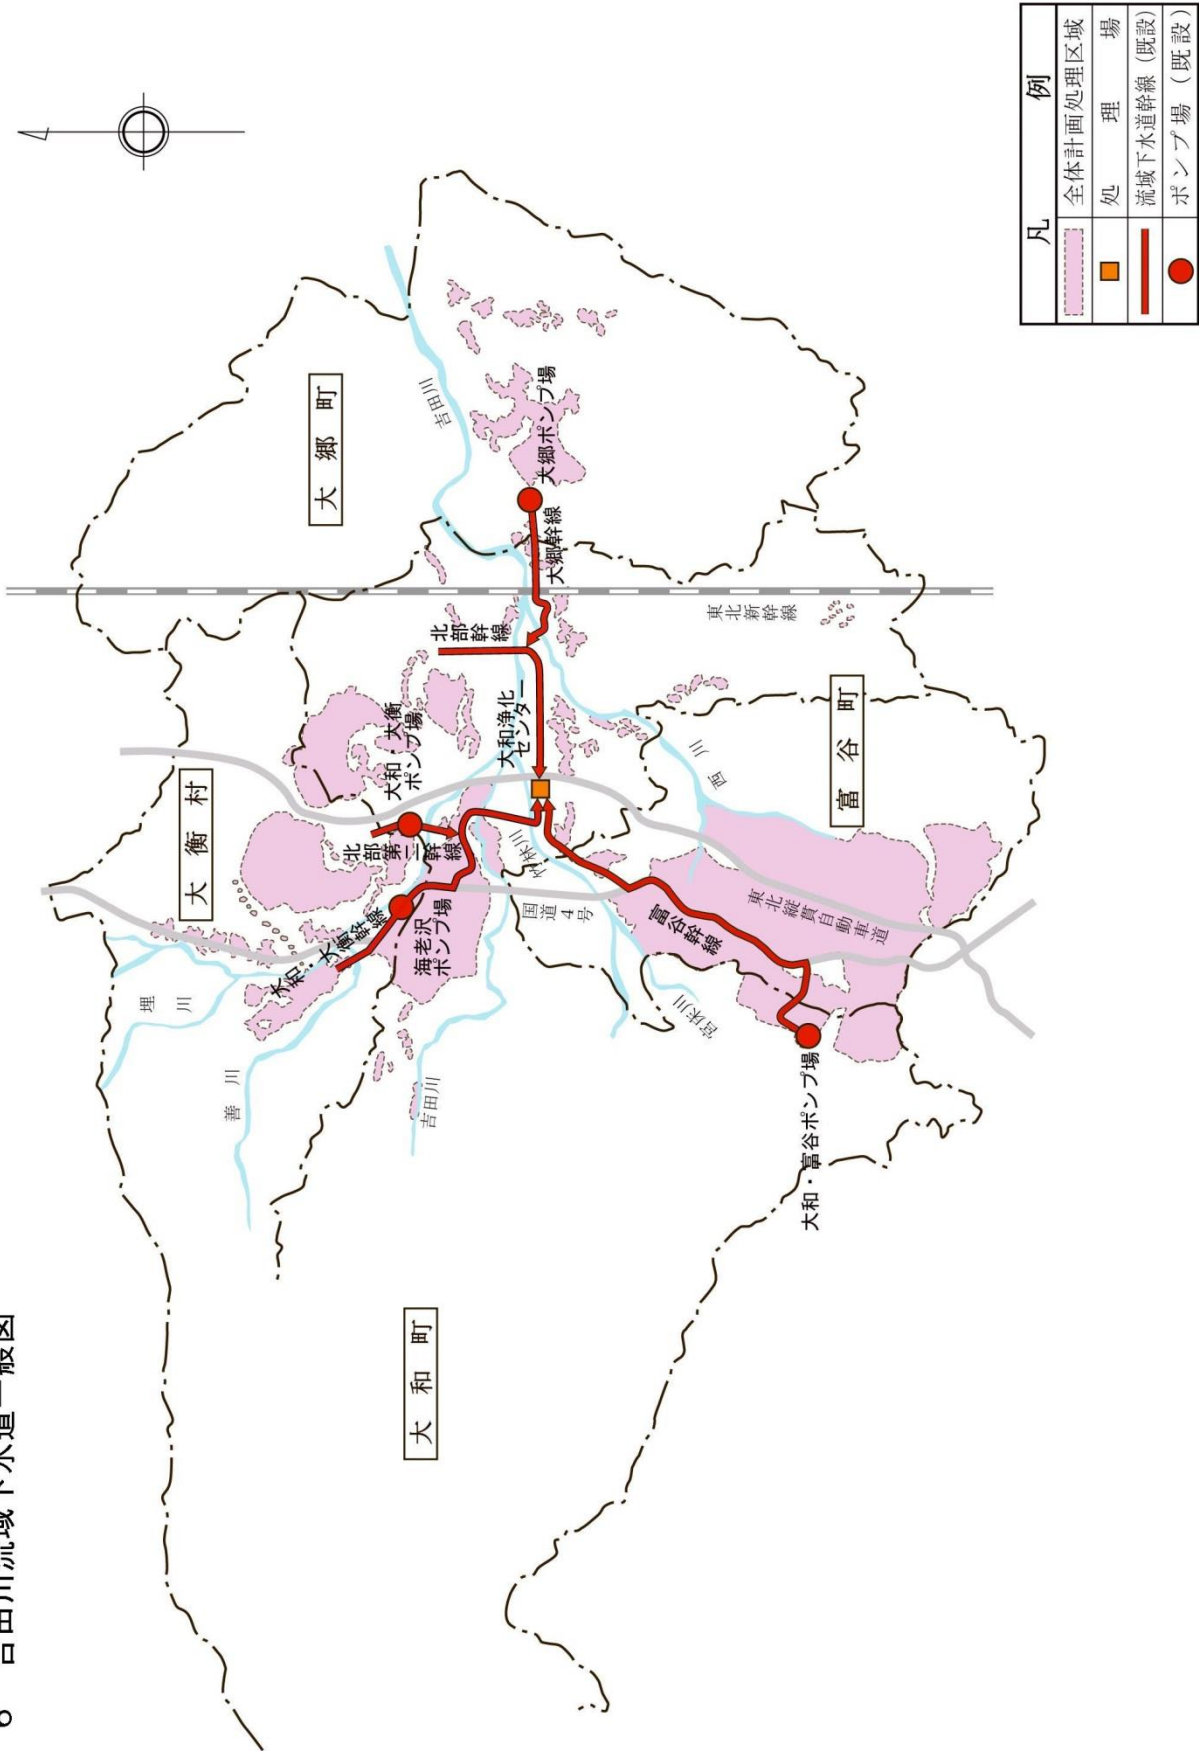 6 吉田川流域下水道一般図
凡例
全体計画処理区域
処理場
流域下水道幹線(既設)
ポンプ場(既設)
大郷町
吉田川
大郷ポンプ場
大郷幹線
東北新幹線
北部幹線
大衡村
大和・大衡ポンプ場
北部第二幹線
大和浄化センター
大和・大衡幹線
海老沢ポンプ場
埋川
善川
吉田川
竹林川
国道4号
西川
富谷町
富谷幹線
東北縦貫自動車道
宮床川
大和・富谷ポンプ場
大和町